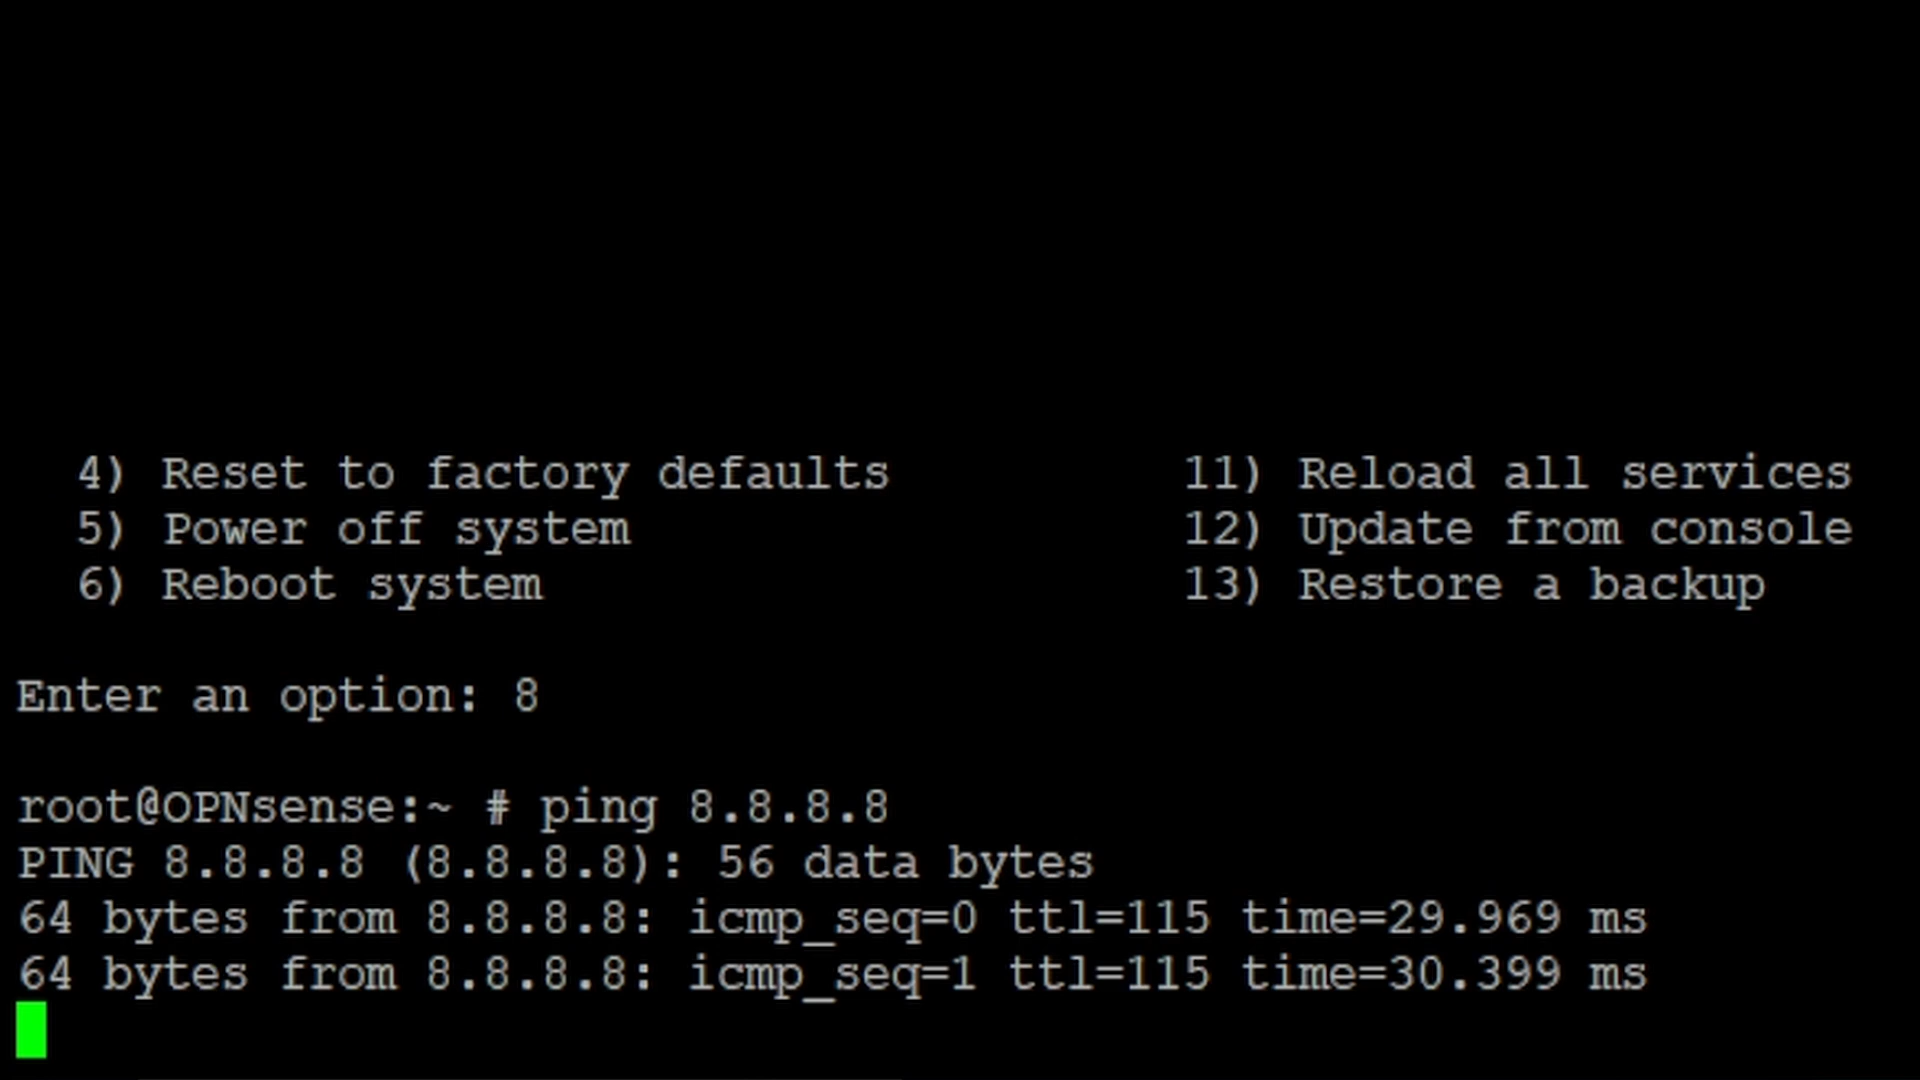 4) Reset to factory defaults 11) Reload all services
5) Power off system 12) Update from console
6) Reboot system 13) Restore a backup
Enter an option: 8
root@OPNsense:~ # ping 8.8.8.8
PING 8.8.8.8 (8.8.8.8): 56 data bytes
64 bytes from 8.8.8.8: icmp_seq=0 ttl=115 time=29.969 ms
64 bytes from 8.8.8.8: icmp_seq=1 ttl=115 time=30.399 ms